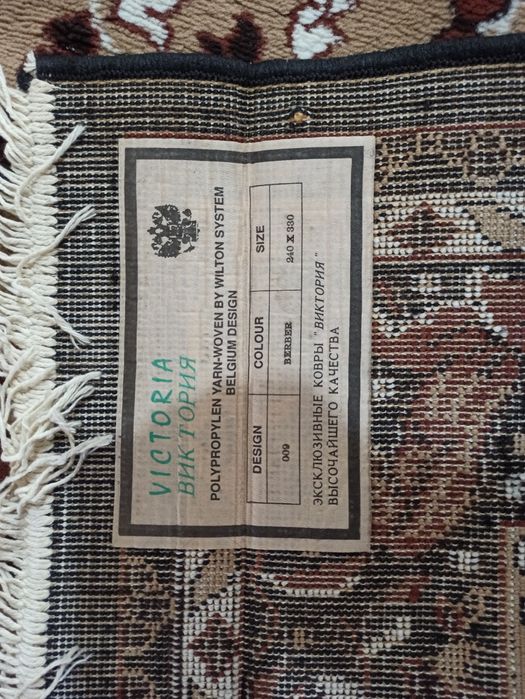 VICTORIA
ВИКТОРИЯ
POLYPROPYLEN YARN-WOVEN BY WILTON SYSTEM
BELGIUM DESIGN
DESIGN COLOUR SIZE
009 BERBER 240 X 330
ЭКСКЛЮЗИВНЫЕ КОВРЫ "ВИКТОРИЯ"
ВЫСОЧАЙШЕГО КАЧЕСТВА